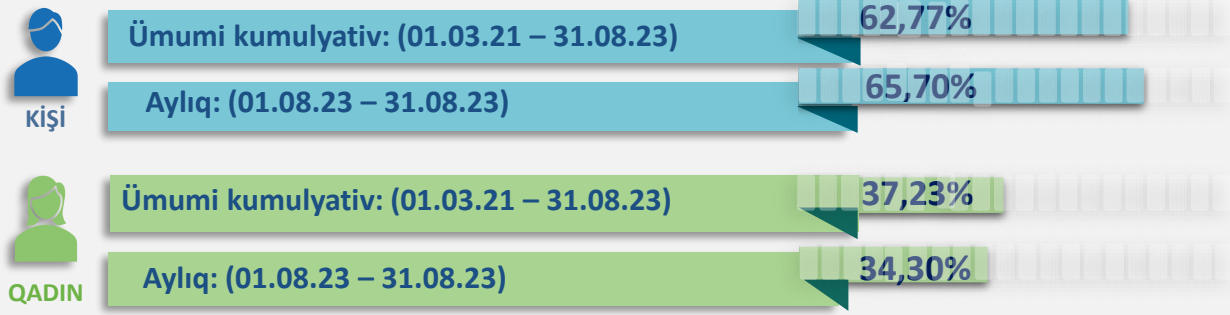 Ümumi kumulyativ: (01.03.21 – 31.08.23)
62,77%
Aylıq: (01.08.23 – 31.08.23)
65,70%
KİŞİ
Ümumi kumulyativ: (01.03.21 – 31.08.23)
37,23%
Aylıq: (01.08.23 – 31.08.23)
34,30%
QADIN